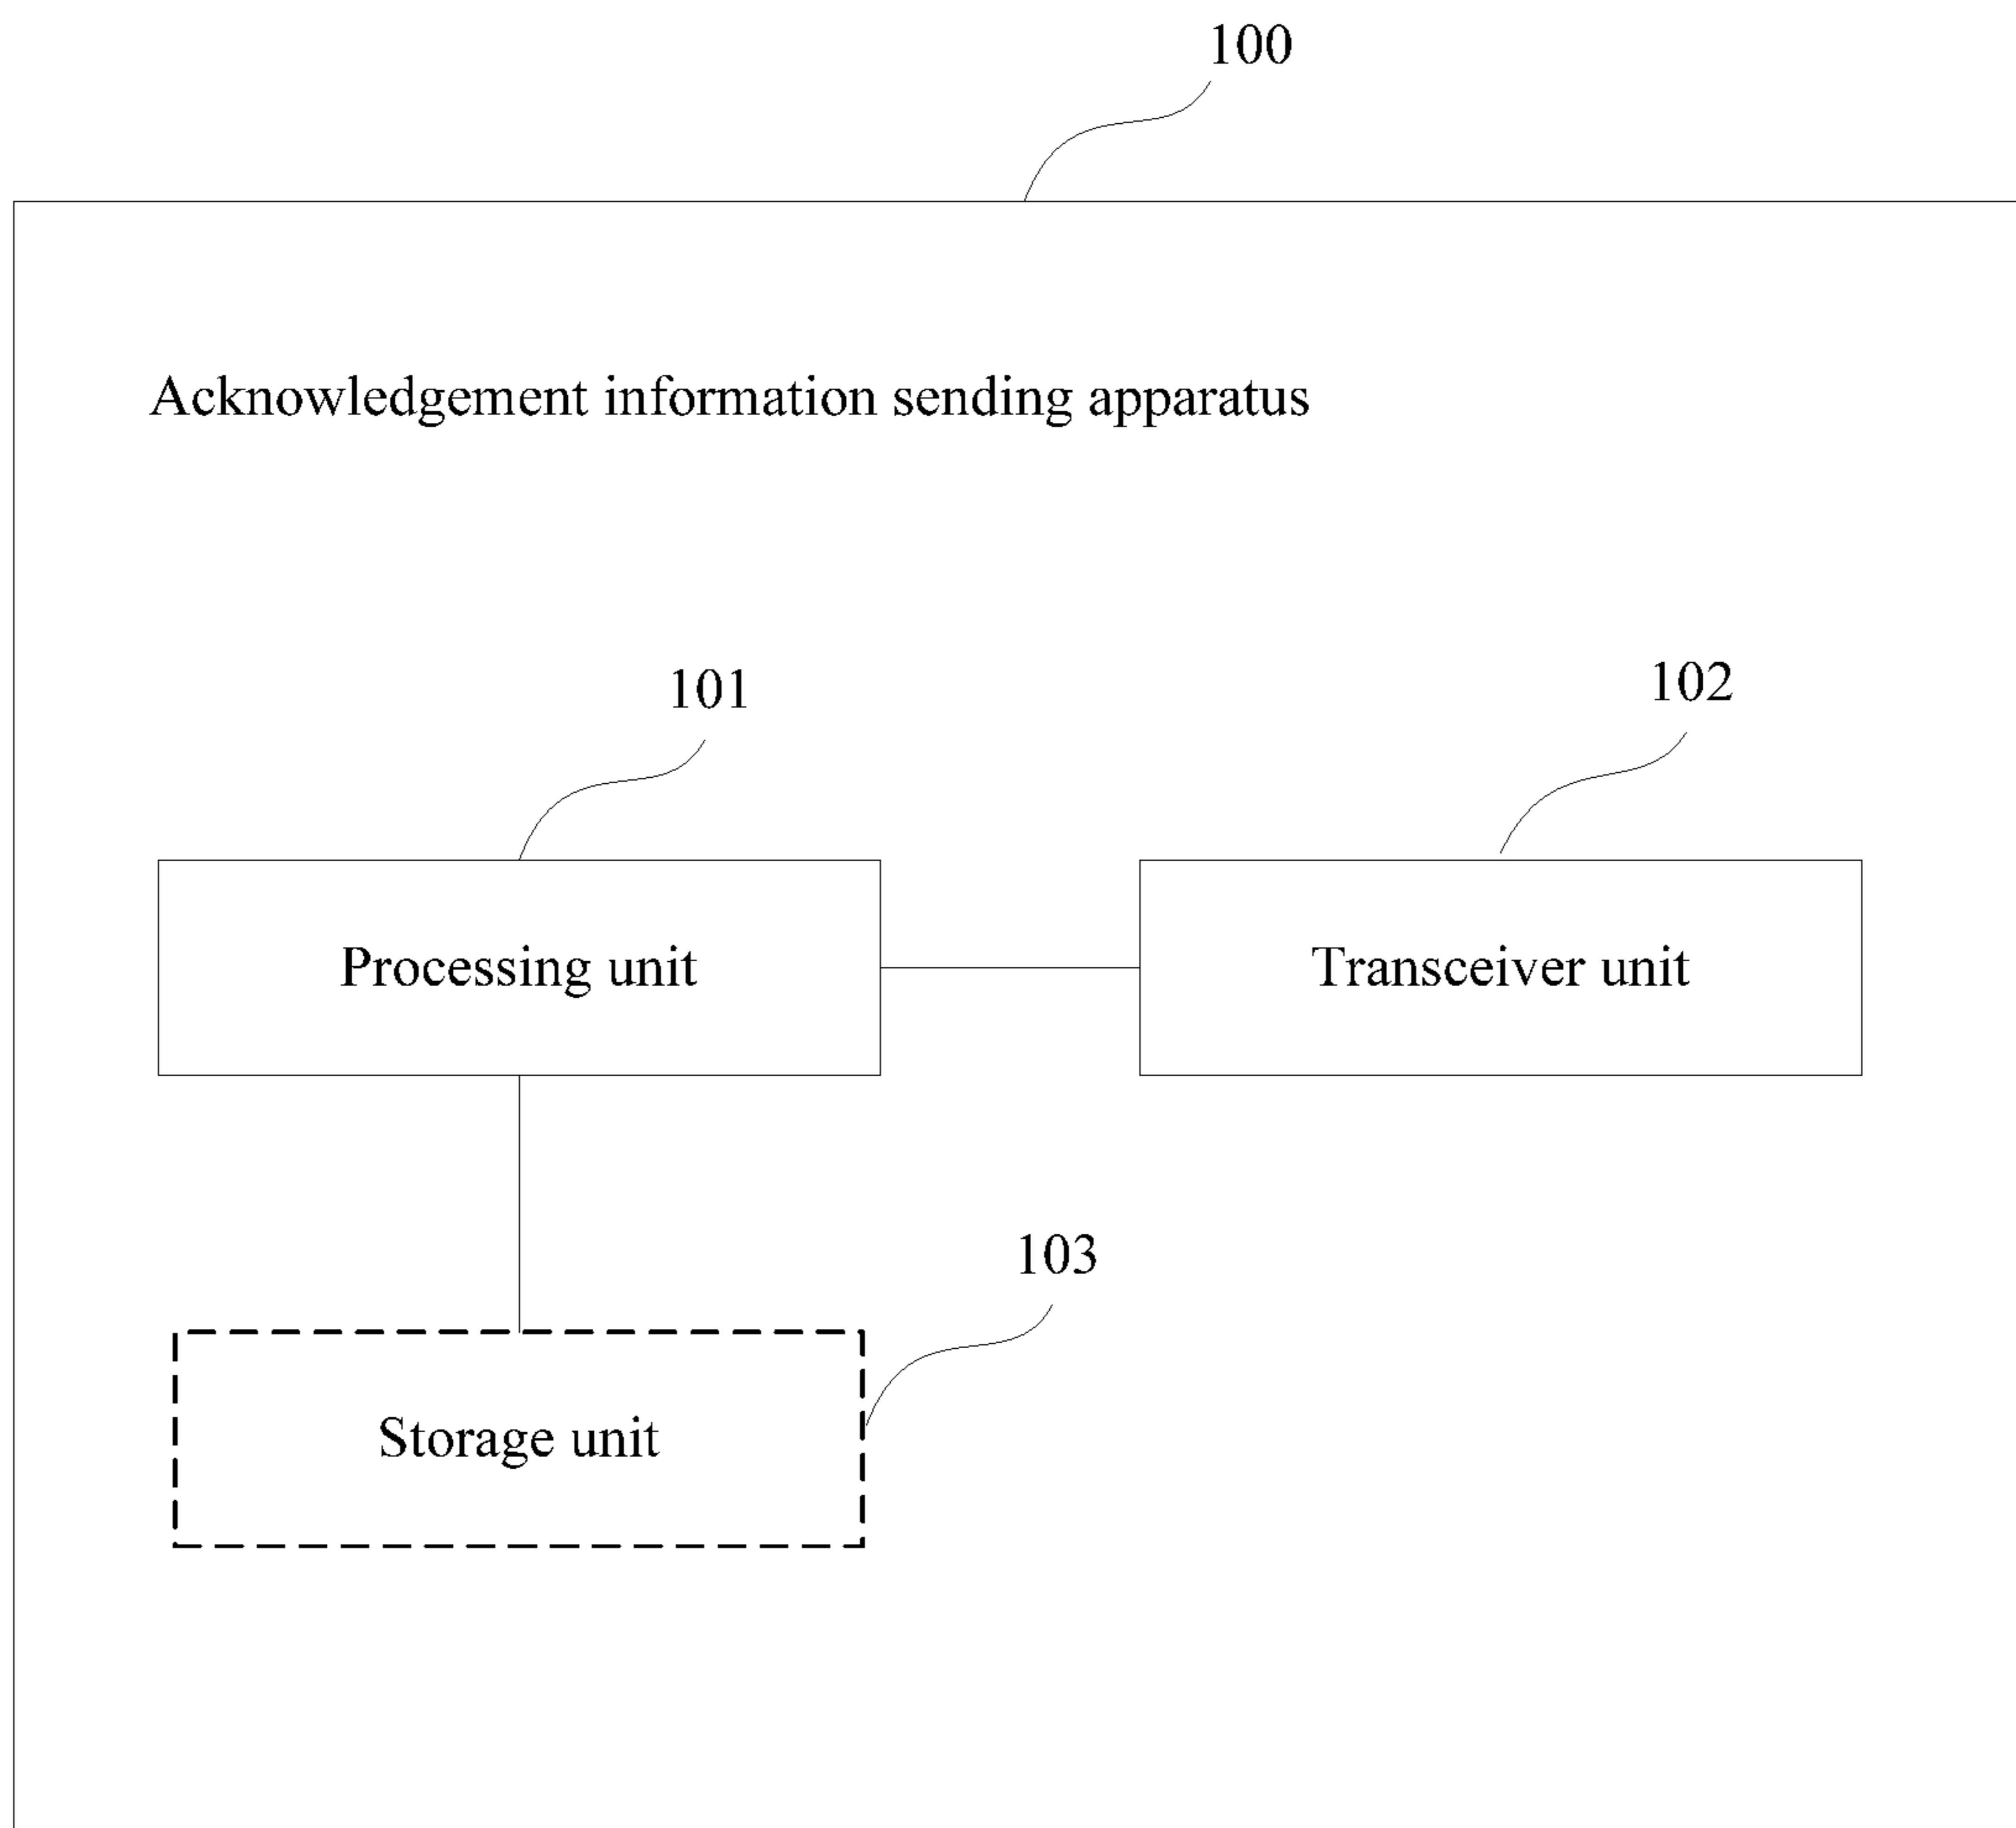 100
Acknowledgement information sending apparatus
101
102
Processing unit
Transceiver unit
103
Storage unit